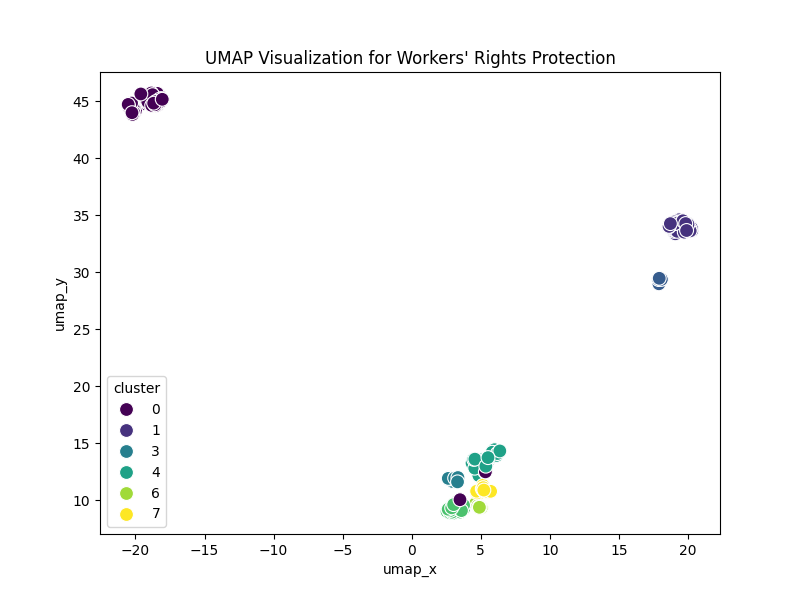 UMAP Visualization for Workers' Rights Protection
umap_y
45
40
35
30
25
20
15
10
cluster
0
1
3
4
6
7
−20 −15 −10 −5 0 5 10 15 20
umap_x